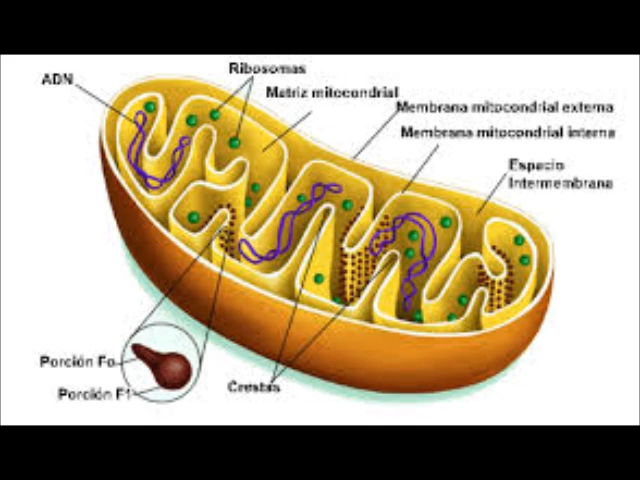 Ribosomas
ADN
Matriz mitocondrial
Membrana mitocondrial externa
Membrana mitocondrial interna
Espacio
Intermembrana
Porción Fo
Porción F1
Crestas